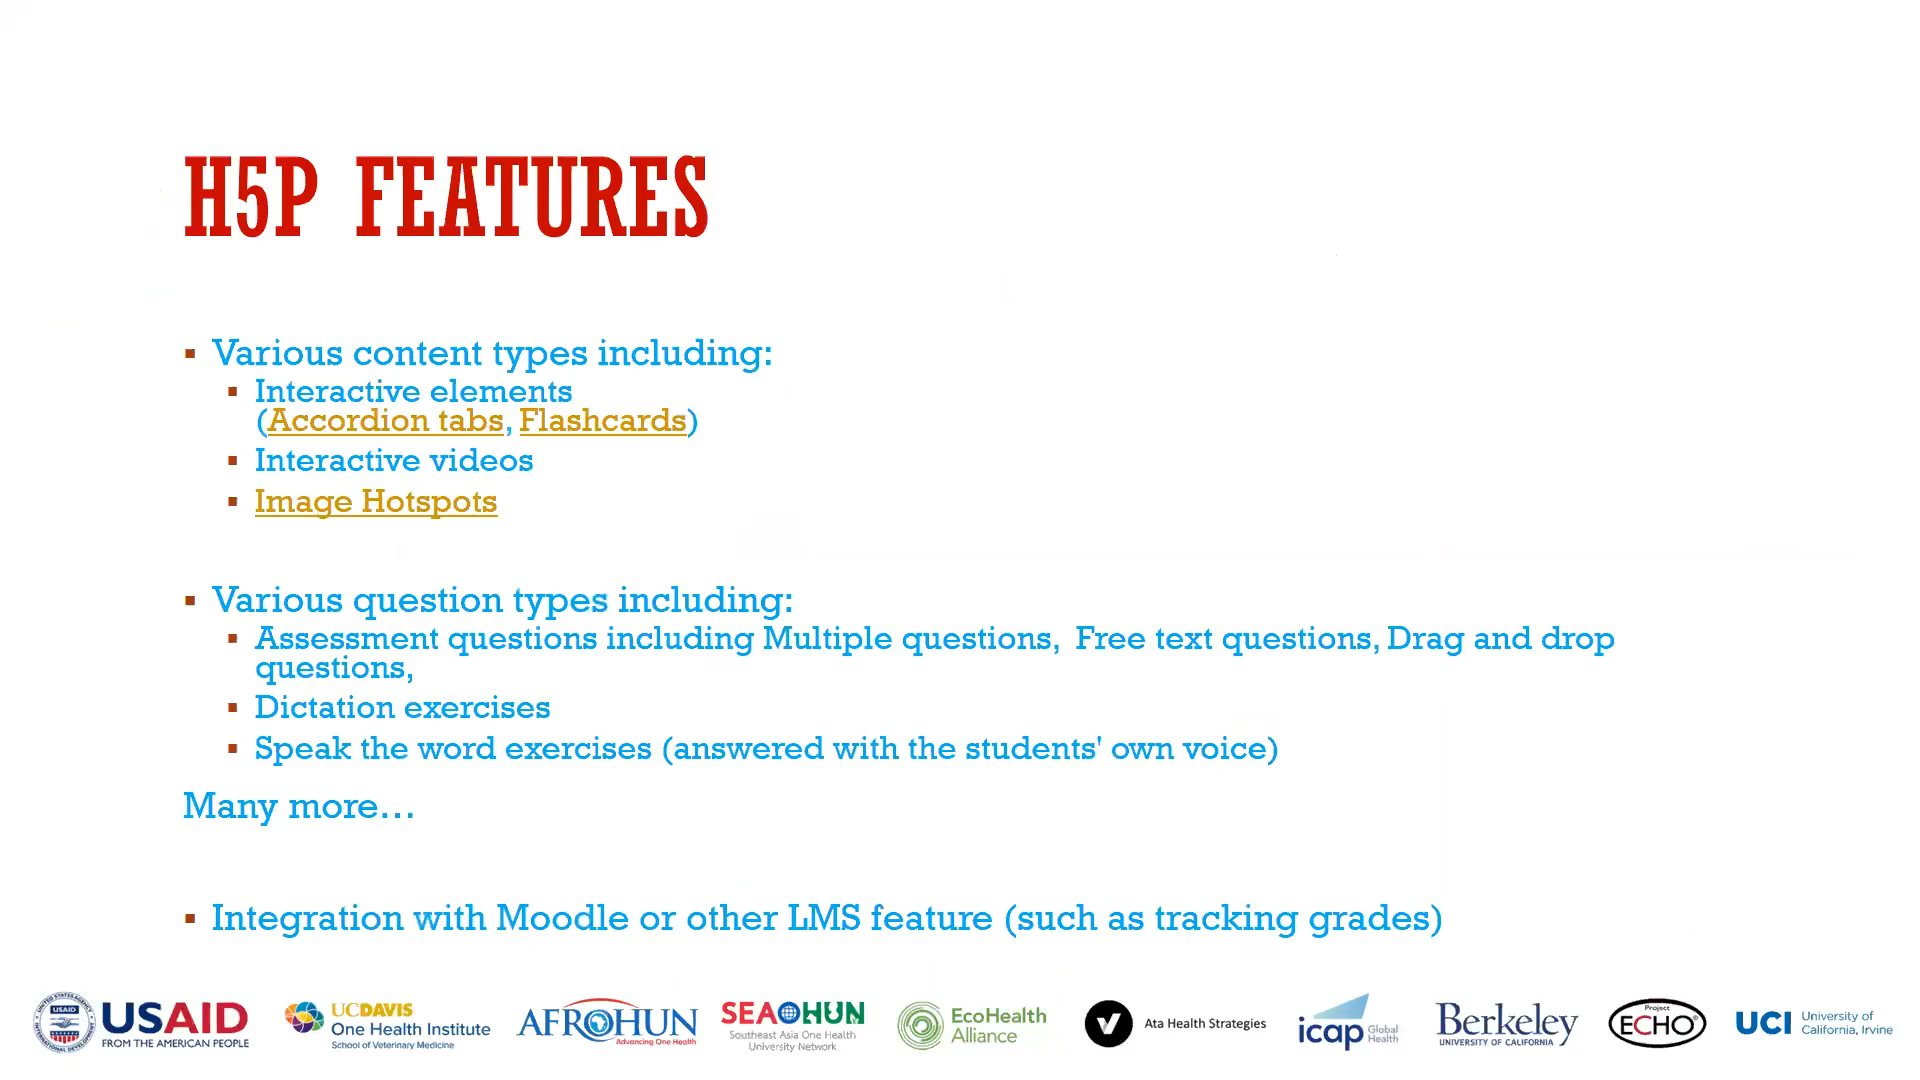 H5P FEATURES
▪ Various content types including:
▪ Interactive elements
(Accordion tabs, Flashcards)
▪ Interactive videos
▪ Image Hotspots
▪ Various question types including:
▪ Assessment questions including Multiple questions,  Free text questions, Drag and drop
questions,
▪ Dictation exercises
▪ Speak the word exercises (answered with the students' own voice)
Many more...
▪ Integration with Moodle or other LMS feature (such as tracking grades)
USAID
USAID
FROM THE AMERICAN PEOPLE
UCDAVIS
One Health Institute
School of Veterinary Medicine
AFROHUN
Advancing One Health
SEAOHUN
Southeast Asia One Health
University Network
EcoHealth
Alliance
Ata Health Strategies
icap Global
Health
Berkeley
UNIVERSITY OF CALIFORNIA
Project
ECHO®
UCI University of
California, Irvine